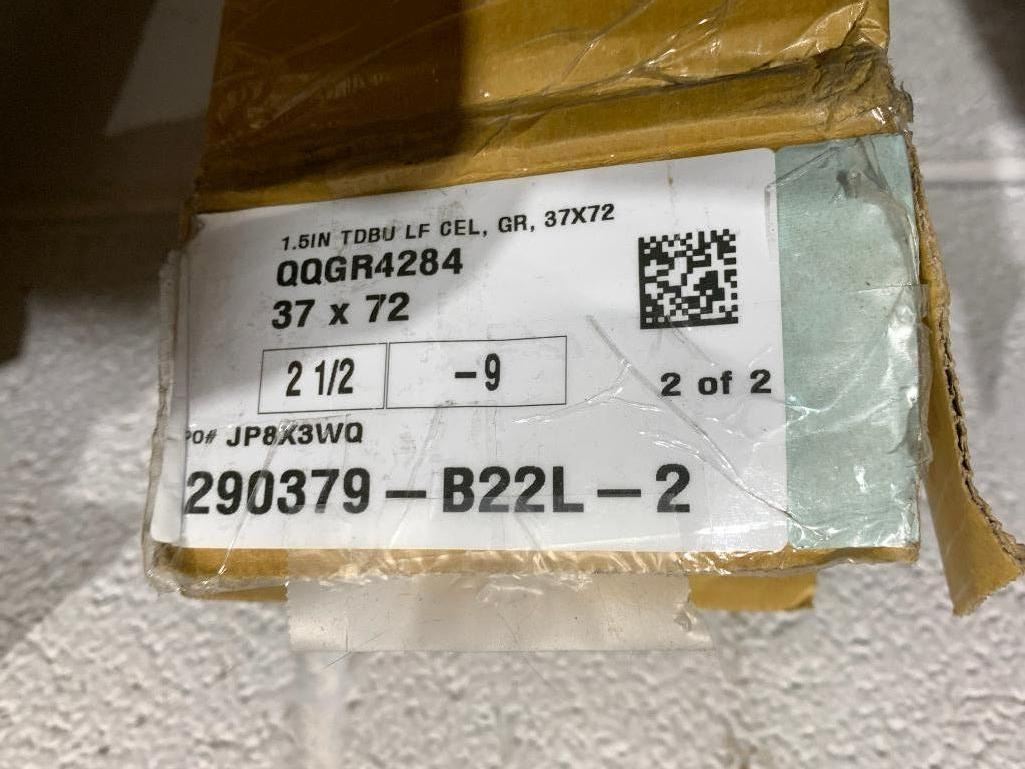 1.5IN TDBU LF CEL, GR, 37X72
QQGR4284
37 x 72
2 1/2 -9
2 of 2
PO# JP8X3WQ
290379-B22L-2